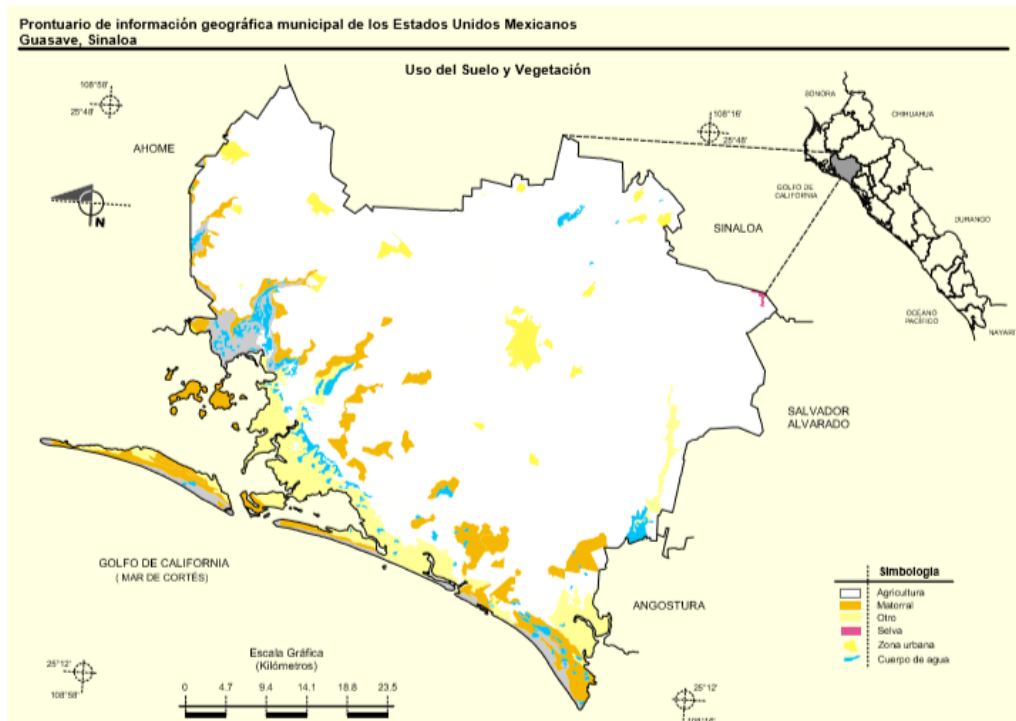 Prontuario de información geográfica municipal de los Estados Unidos Mexicanos
Guasave, Sinaloa
Uso del Suelo y Vegetación
108°58'
25°48'
AHOME
N
108°16'
25°48'
SONORA
CHIHUAHUA
GOLFO DE
CALIFORNIA
DURANGO
OCEANO
PACÍFICO
NAYARIT
SINALOA
SALVADOR
ALVARADO
GOLFO DE CALIFORNIA
( MAR DE CORTÉS)
ANGOSTURA
Simbología
Agricultura
Matorral
Otro
Selva
Zona urbana
Cuerpo de agua
Escala Gráfica
(Kilómetros)
0 4.7 9.4 14.1 18.8 23.5
25°12'
108°58'
25°12'
108°16'